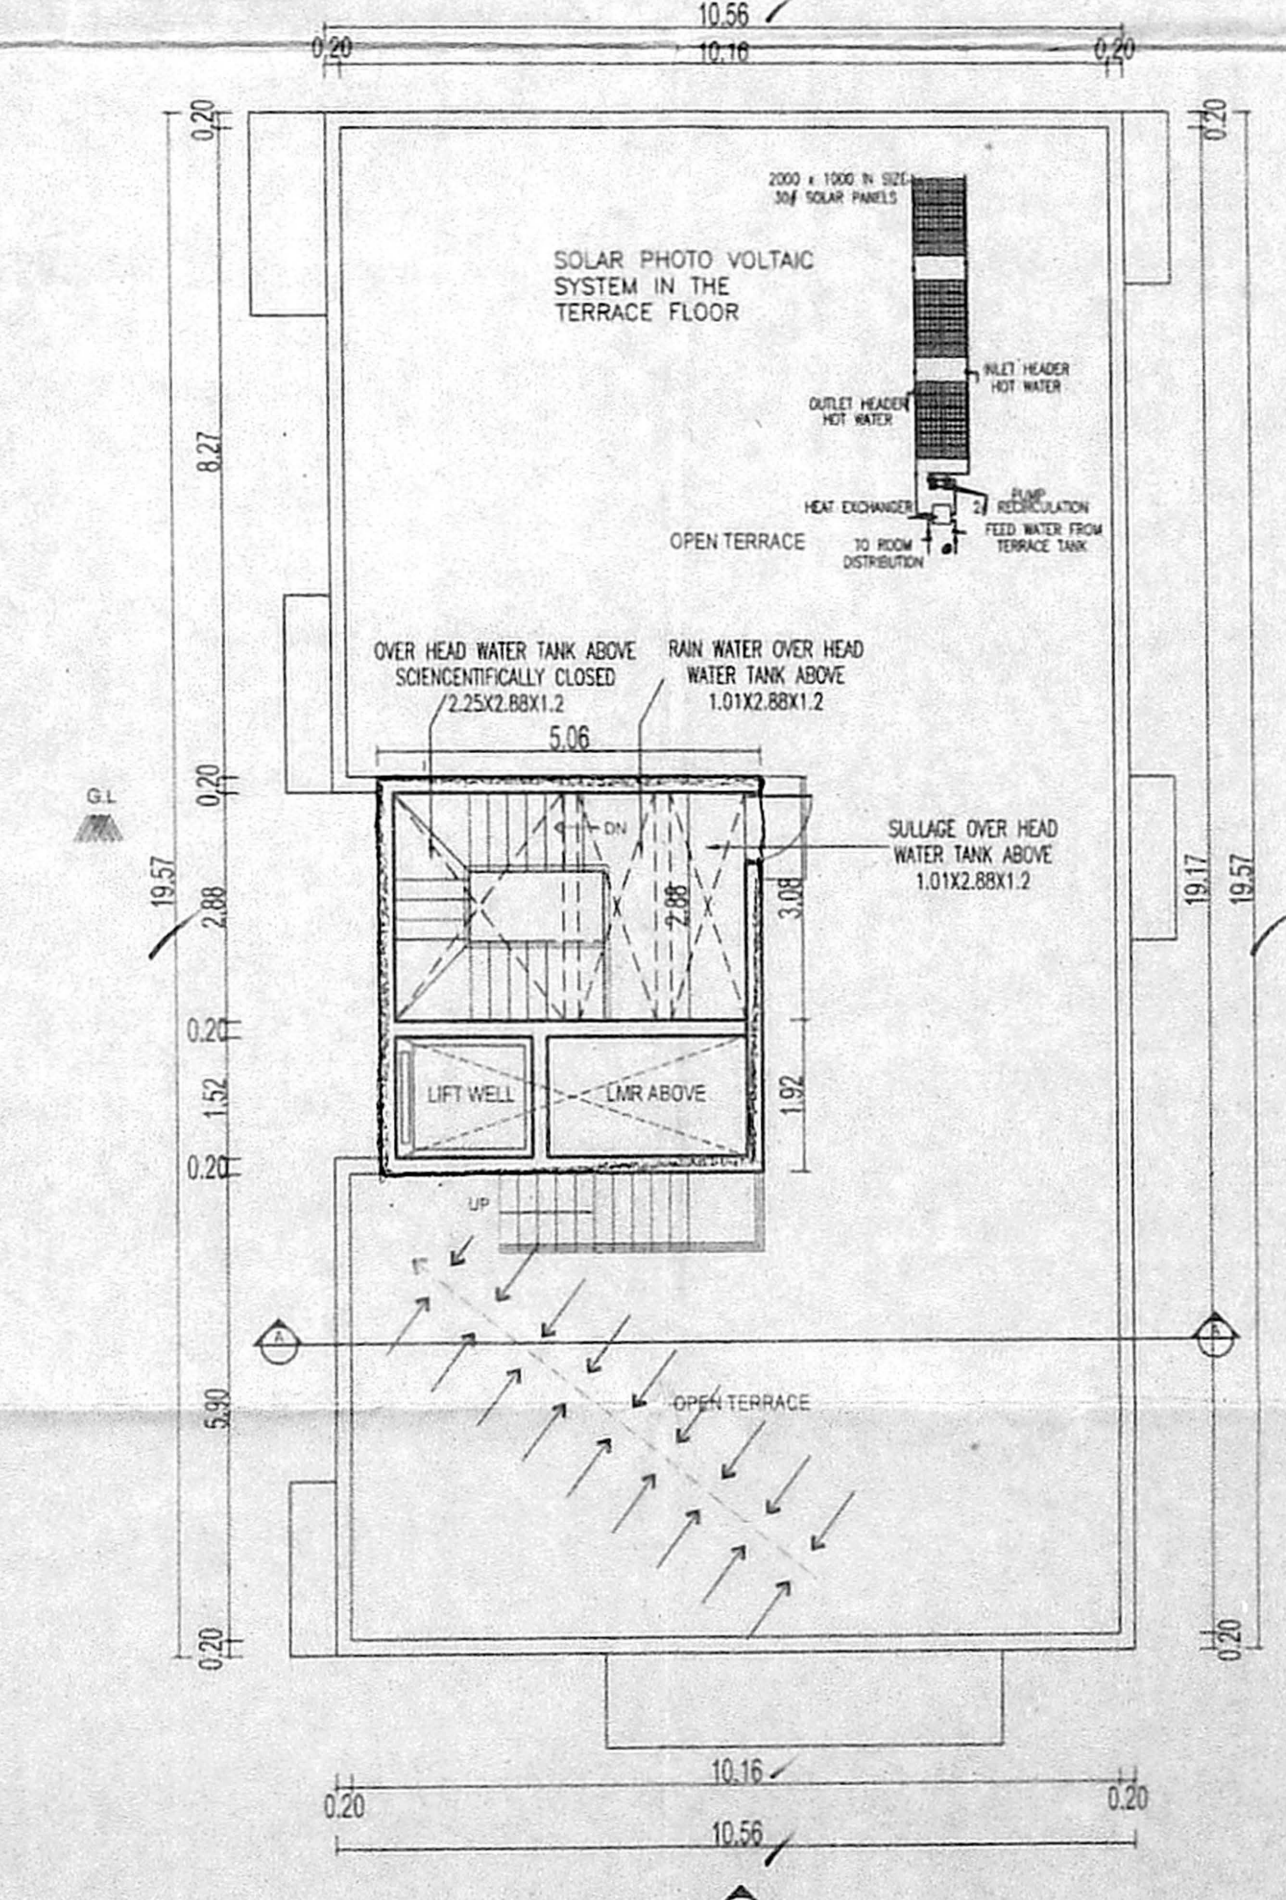 10.56
0.20
10.16
0.20
0.20
0.20
2000 x 1000 IN SIZE
30# SOLAR PANELS
SOLAR PHOTO VOLTAIC
SYSTEM IN THE
TERRACE FLOOR
INLET HEADER
HOT WATER
OUTLET HEADER
HOT WATER
8.27
PUMP
HEAT EXCHANGER
2# RECIRCULATION
FEED WATER FROM
TERRACE TANK
OPEN TERRACE
TO ROOM
DISTRIBUTION
OVER HEAD WATER TANK ABOVE
SCIENCENTIFICALLY CLOSED
2.25X2.88X1.2
RAIN WATER OVER HEAD
WATER TANK ABOVE
1.01X2.88X1.2
5.06
0.20
G.L
DN
SULLAGE OVER HEAD
WATER TANK ABOVE
1.01X2.88X1.2
19.57
2.88
2.88
3.08
19.17
19.57
0.20
1.52
LIFT WELL
LMR ABOVE
1.92
0.20
UP
A
A
5.90
OPEN TERRACE
0.20
0.20
10.16
0.20
0.20
10.56